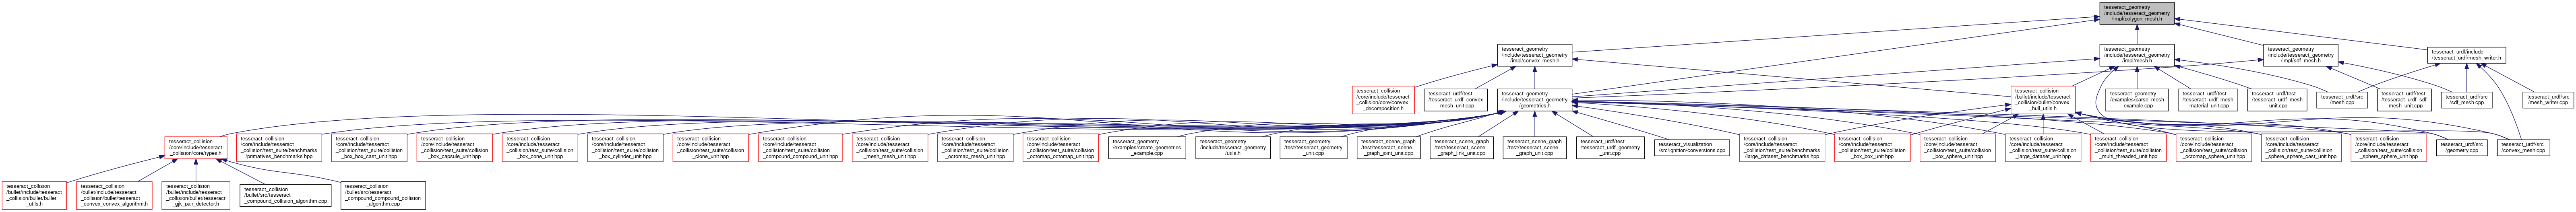 tesseract_geometry
/include/tesseract_geometry
/impl/polygon_mesh.h
tesseract_geometry
/include/tesseract_geometry
/impl/convex_mesh.h
tesseract_geometry
/include/tesseract_geometry
/impl/mesh.h
tesseract_geometry
/include/tesseract_geometry
/impl/sdf_mesh.h
tesseract_urdf/include
/tesseract_urdf/mesh_writer.h
tesseract_collision
/core/include/tesseract
_collision/core/convex
_decomposition.h
tesseract_urdf/test
/tesseract_urdf_convex
_mesh_unit.cpp
tesseract_geometry
/include/tesseract_geometry
/geometries.h
tesseract_collision
/bullet/include/tesseract
_collision/bullet/convex
_hull_utils.h
tesseract_geometry
/examples/parse_mesh
_example.cpp
tesseract_urdf/test
/tesseract_urdf_mesh
_material_unit.cpp
tesseract_urdf/test
/tesseract_urdf_mesh
_unit.cpp
tesseract_urdf/src
/mesh.cpp
tesseract_urdf/test
/tesseract_urdf_sdf
_mesh_unit.cpp
tesseract_urdf/src
/sdf_mesh.cpp
tesseract_urdf/src
/mesh_writer.cpp
tesseract_collision
/core/include/tesseract
_collision/core/types.h
tesseract_collision
/core/include/tesseract
_collision/test_suite/benchmarks
/primatives_benchmarks.hpp
tesseract_collision
/core/include/tesseract
_collision/test_suite/collision
_box_box_cast_unit.hpp
tesseract_collision
/core/include/tesseract
_collision/test_suite/collision
_box_capsule_unit.hpp
tesseract_collision
/core/include/tesseract
_collision/test_suite/collision
_box_cone_unit.hpp
tesseract_collision
/core/include/tesseract
_collision/test_suite/collision
_box_cylinder_unit.hpp
tesseract_collision
/core/include/tesseract
_collision/test_suite/collision
_clone_unit.hpp
tesseract_collision
/core/include/tesseract
_collision/test_suite/collision
_compound_compound_unit.hpp
tesseract_collision
/core/include/tesseract
_collision/test_suite/collision
_mesh_mesh_unit.hpp
tesseract_collision
/core/include/tesseract
_collision/test_suite/collision
_octomap_mesh_unit.hpp
tesseract_collision
/core/include/tesseract
_collision/test_suite/collision
_octomap_octomap_unit.hpp
tesseract_geometry
/examples/create_geometries
_example.cpp
tesseract_geometry
/include/tesseract_geometry
/utils.h
tesseract_geometry
/test/tesseract_geometry
_unit.cpp
tesseract_scene_graph
/test/tesseract_scene
_graph_joint_unit.cpp
tesseract_scene_graph
/test/tesseract_scene
_graph_link_unit.cpp
tesseract_scene_graph
/test/tesseract_scene
_graph_unit.cpp
tesseract_urdf/test
/tesseract_urdf_geometry
_unit.cpp
tesseract_visualization
/src/ignition/conversions.cpp
tesseract_collision
/core/include/tesseract
_collision/test_suite/benchmarks
/large_dataset_benchmarks.hpp
tesseract_collision
/core/include/tesseract
_collision/test_suite/collision
_box_box_unit.hpp
tesseract_collision
/core/include/tesseract
_collision/test_suite/collision
_box_sphere_unit.hpp
tesseract_collision
/core/include/tesseract
_collision/test_suite/collision
_large_dataset_unit.hpp
tesseract_collision
/core/include/tesseract
_collision/test_suite/collision
_multi_threaded_unit.hpp
tesseract_collision
/core/include/tesseract
_collision/test_suite/collision
_octomap_sphere_unit.hpp
tesseract_collision
/core/include/tesseract
_collision/test_suite/collision
_sphere_sphere_cast_unit.hpp
tesseract_collision
/core/include/tesseract
_collision/test_suite/collision
_sphere_sphere_unit.hpp
tesseract_urdf/src
/geometry.cpp
tesseract_urdf/src
/convex_mesh.cpp
tesseract_collision
/bullet/include/tesseract
_collision/bullet/bullet
_utils.h
tesseract_collision
/bullet/include/tesseract
_collision/bullet/tesseract
_convex_convex_algorithm.h
tesseract_collision
/bullet/include/tesseract
_collision/bullet/tesseract
_gjk_pair_detector.h
tesseract_collision
/bullet/src/tesseract
_compound_collision_algorithm.cpp
tesseract_collision
/bullet/src/tesseract
_compound_compound_collision
_algorithm.cpp